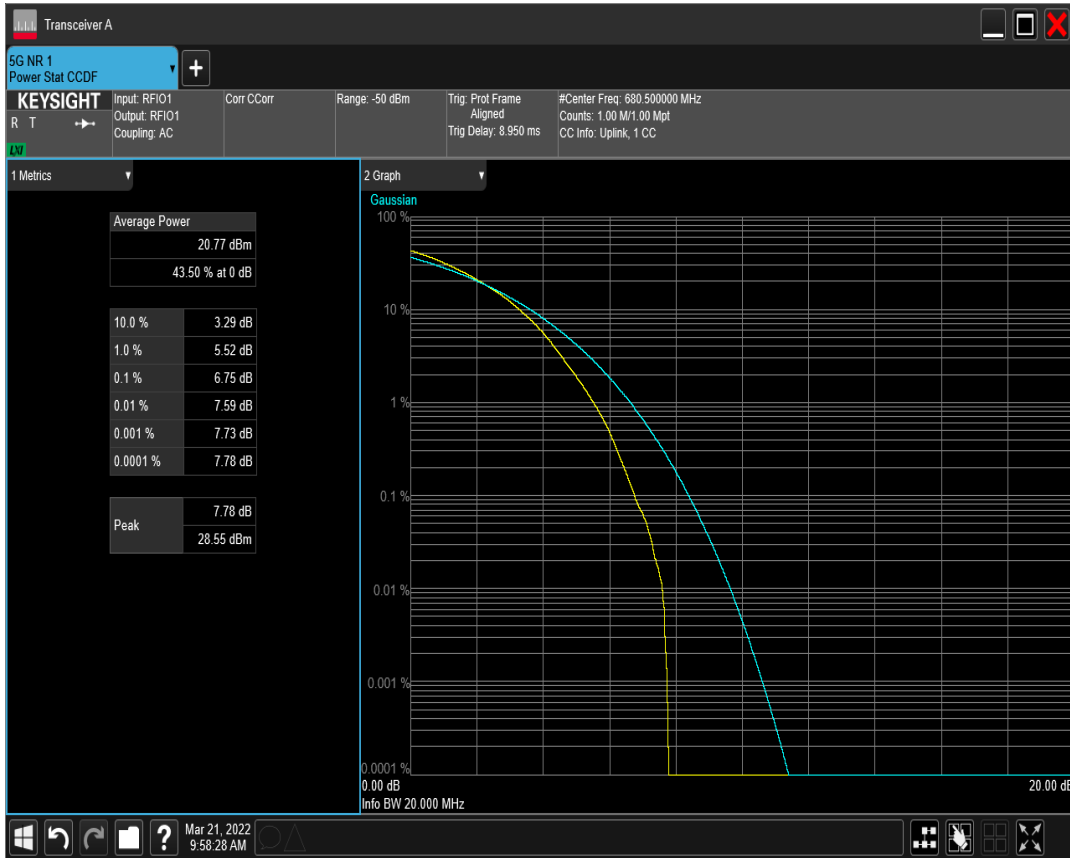 Transceiver A
5G NR 1
Power Stat CCDF
+
KEYSIGHT
R T
LXI
Input: RFIO1
Output: RFIO1
Coupling: AC
Corr CCorr
Range: -50 dBm
Trig: Prot Frame
Aligned
Trig Delay: 8.950 ms
#Center Freq: 680.500000 MHz
Counts: 1.00 M/1.00 Mpt
CC Info: Uplink, 1 CC
1 Metrics
Average Power
20.77 dBm
43.50 % at 0 dB
10.0 % 3.29 dB
1.0 % 5.52 dB
0.1 % 6.75 dB
0.01 % 7.59 dB
0.001 % 7.73 dB
0.0001 % 7.78 dB
Peak
7.78 dB
28.55 dBm
2 Graph
Gaussian
100 %
10 %
1 %
0.1 %
0.01 %
0.001 %
0.0001 %
0.00 dB 20.00 dB
Info BW 20.000 MHz
?
Mar 21, 2022
9:58:28 AM